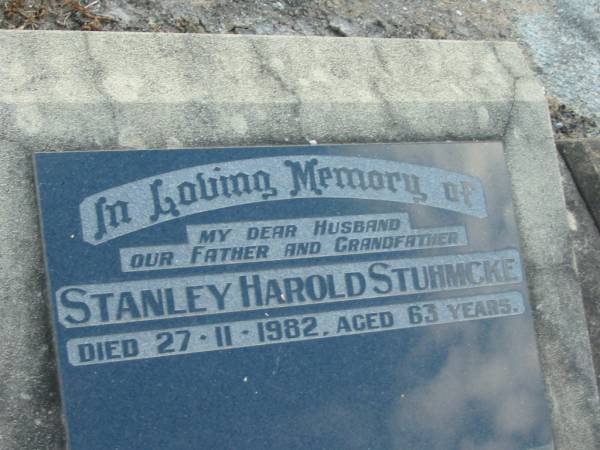 In Loving Memory of
MY DEAR HUSBAND
OUR FATHER AND GRANDFATHER
STANLEY HAROLD STUHMCKE
DIED 27 · 11 · 1982. AGED 63 YEARS.